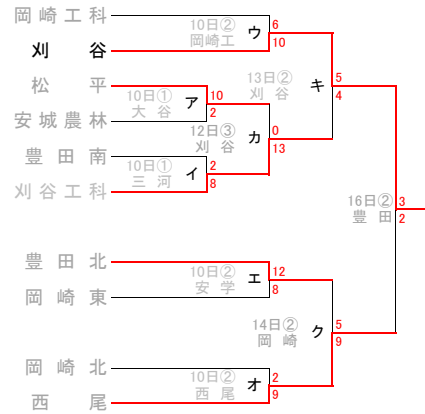 岡崎工科
10日② ウ 6
刈谷 岡崎工 10
松平 13日② キ 5
10日① ア 10 刈谷 4
安城農林 大谷 2
12日③ カ 0
豊田南 刈谷 13
10日① イ 2
刈谷工科 三河 8
16日② 3
豊田 2
豊田北
10日② エ 12
岡崎東 安学 8
14日② ク 5
岡崎 9
岡崎北
10日② オ 2
西尾 西尾 9